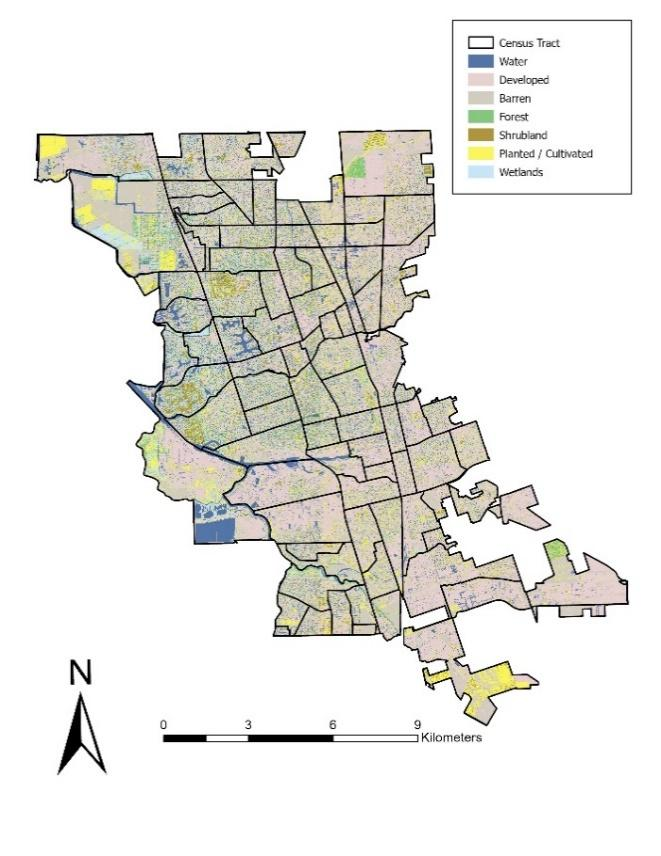 Census Tract
Water
Developed
Barren
Forest
Shrubland
Planted / Cultivated
Wetlands
N
0 3 6 9
Kilometers